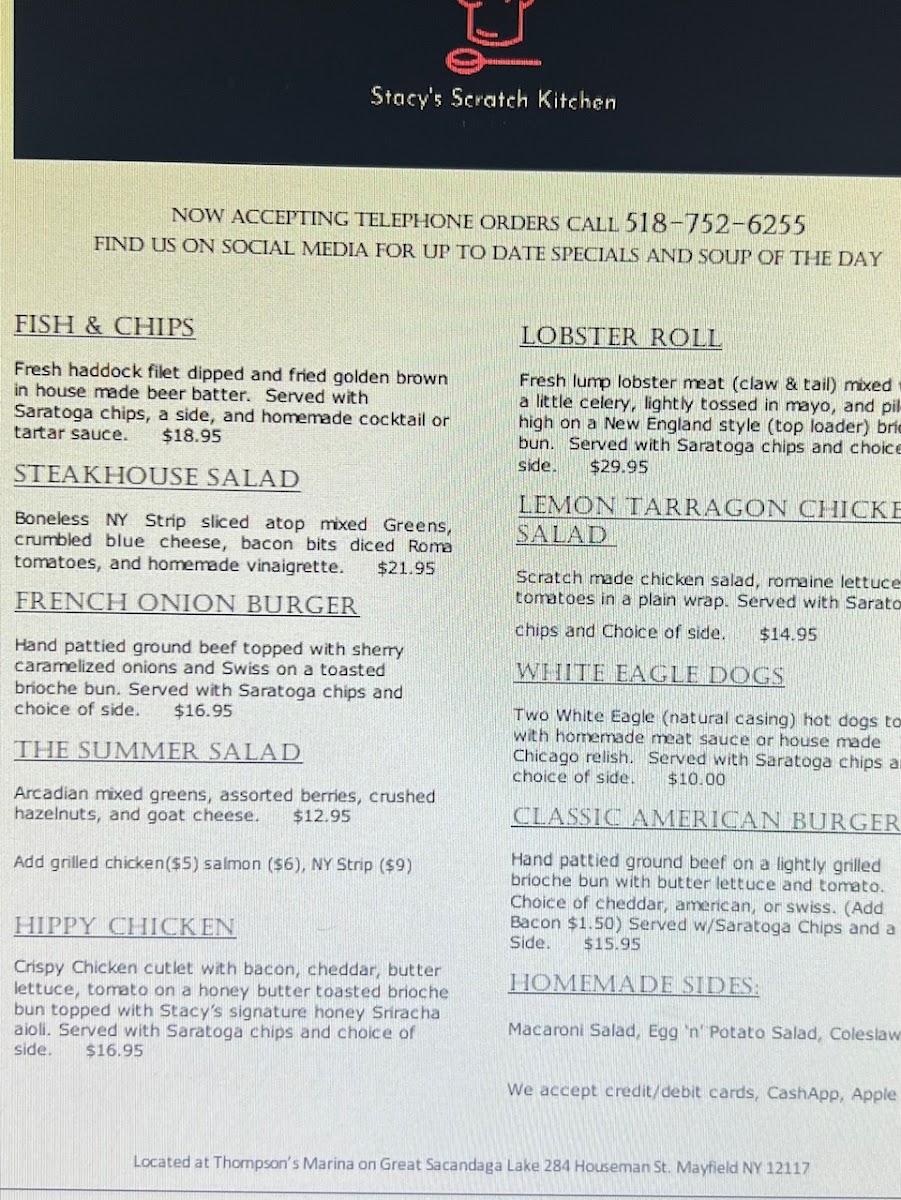 Stacy's Scratch Kitchen
NOW ACCEPTING TELEPHONE ORDERS CALL 518-752-6255
FIND US ON SOCIAL MEDIA FOR UP TO DATE SPECIALS AND SOUP OF THE DAY
FISH & CHIPS
Fresh haddock filet dipped and fried golden brown
in house made beer batter. Served with
Saratoga chips, a side, and homemade cocktail or
tartar sauce. $18.95
STEAKHOUSE SALAD
Boneless NY Strip sliced atop mixed Greens,
crumbled blue cheese, bacon bits diced Roma
tomatoes, and homemade vinaigrette. $21.95
FRENCH ONION BURGER
Hand pattied ground beef topped with sherry
caramelized onions and Swiss on a toasted
brioche bun. Served with Saratoga chips and
choice of side. $16.95
THE SUMMER SALAD
Arcadian mixed greens, assorted berries, crushed
hazelnuts, and goat cheese. $12.95
Add grilled chicken($5) salmon ($6), NY Strip ($9)
HIPPY CHICKEN
Crispy Chicken cutlet with bacon, cheddar, butter
lettuce, tomato on a honey butter toasted brioche
bun topped with Stacy's signature honey Sriracha
aioli. Served with Saratoga chips and choice of
side. $16.95
LOBSTER ROLL
Fresh lump lobster meat (claw & tail) mixed
a little celery, lightly tossed in mayo, and
high on a New England style (top loader)
bun. Served with Saratoga chips and choice
side. $29.95
LEMON TARRAGON
SALAD
Scratch made chicken salad, romaine lettuce
tomatoes in a plain wrap. Served with
chips and Choice of side. $14.95
WHITE EAGLE DOGS
Two White Eagle (natural casing) hot dogs
with homemade meat sauce or house made
Chicago relish. Served with Saratoga chips
choice of side. $10.00
CLASSIC AMERICAN BURGER
Hand pattied ground beef on a lightly grilled
brioche bun with butter lettuce and tomato.
Choice of cheddar, american, or swiss. (Add
Bacon $1.50) Served w/Saratoga Chips and a
Side. $15.95
HOMEMADE SIDES:
Macaroni Salad, Egg 'n' Potato Salad, Coleslaw
We accept credit/debit cards, CashApp, Apple
Located at Thompson's Marina on Great Sacandaga Lake 284 Houseman St. Mayfield NY 12117